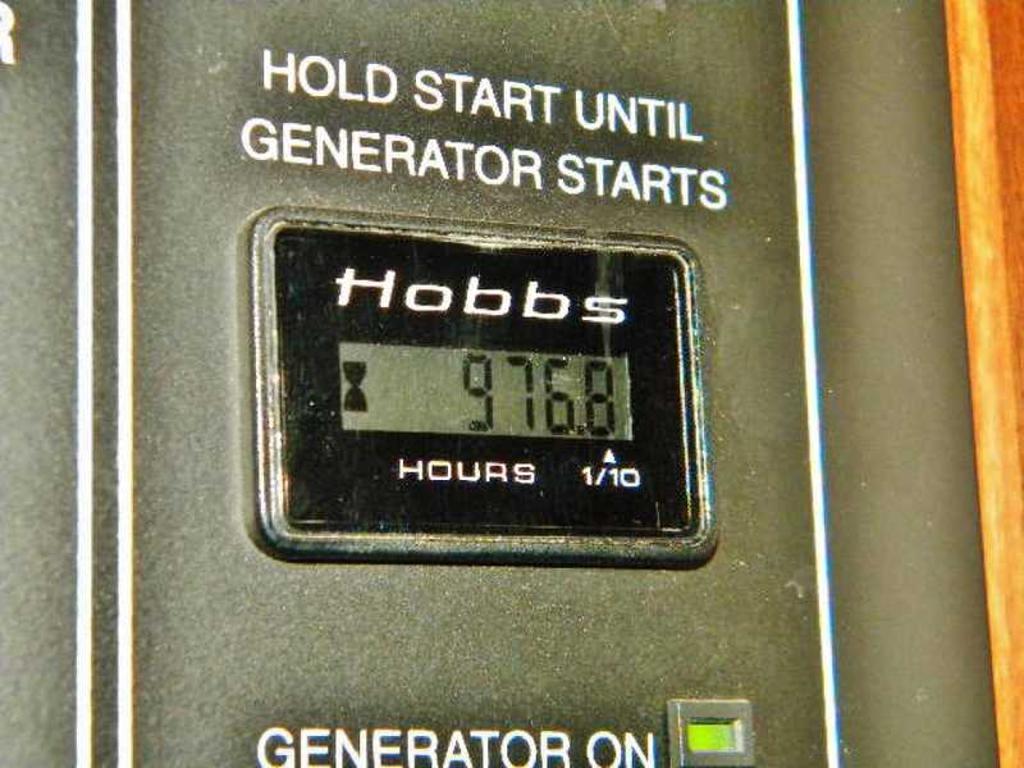 R
HOLD START UNTIL
GENERATOR STARTS
Hobbs
976.8
HOURS 1/10
GENERATOR ON